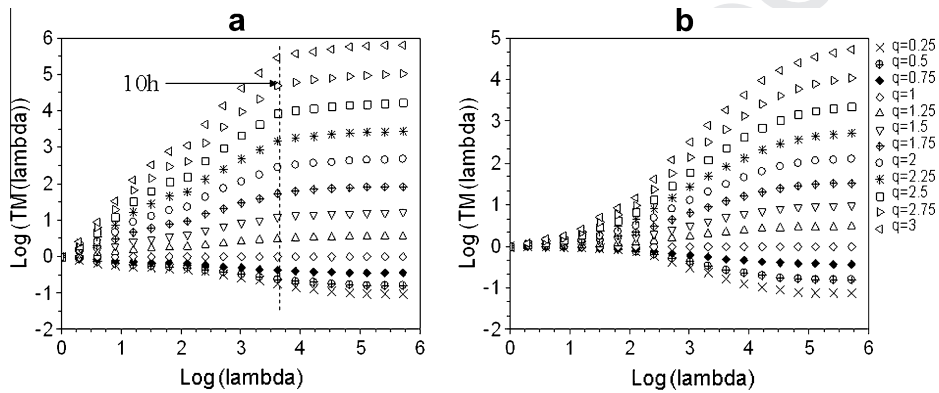 a
b
Log (TM (lambda))
6
5
4
3
2
1
0
-1
-2
10h
0 1 2 3 4 5 6
Log (lambda)
Log (TM (lambda))
5
4
3
2
1
0
-1
-2
0 1 2 3 4 5 6
Log (lambda)
q=0.25
q=0.5
q=0.75
q=1
q=1.25
q=1.5
q=1.75
q=2
q=2.25
q=2.5
q=2.75
q=3